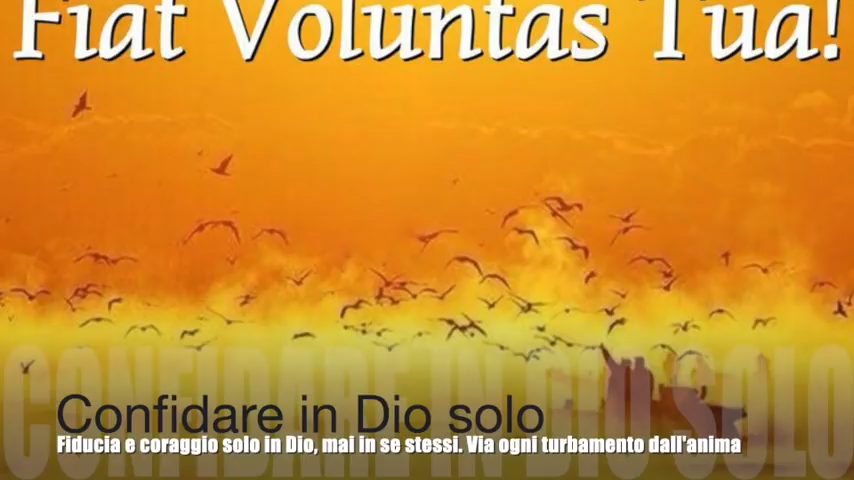 Fiat Voluntas Tua!
CONFIDARE IN DIO SOLO
Confidare in Dio solo
Fiducia e coraggio solo in Dio, mai in se stessi. Via ogni turbamento dall'anima